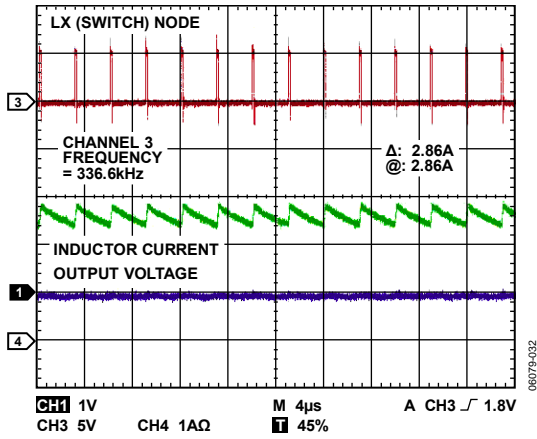 LX (SWITCH) NODE
3
CHANNEL 3
FREQUENCY
= 336.6kHz
Δ: 2.86A
@: 2.86A
INDUCTOR CURRENT
OUTPUT VOLTAGE
1
4
06079-032
CH1 1V M 4µs A CH3 1.8V
CH3 5V CH4 1AΩ T 45%